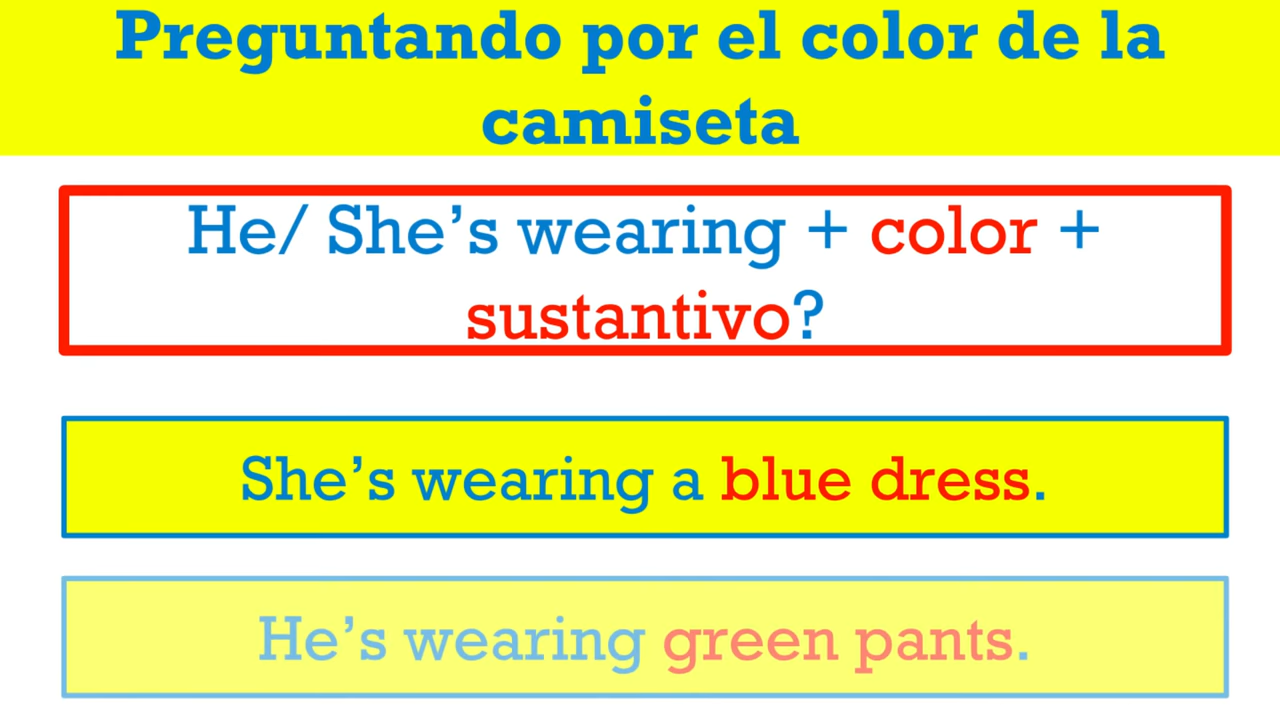 Preguntando por el color de la
camiseta
He/ She’s wearing + color +
sustantivo?
She’s wearing a blue dress.
He’s wearing green pants.